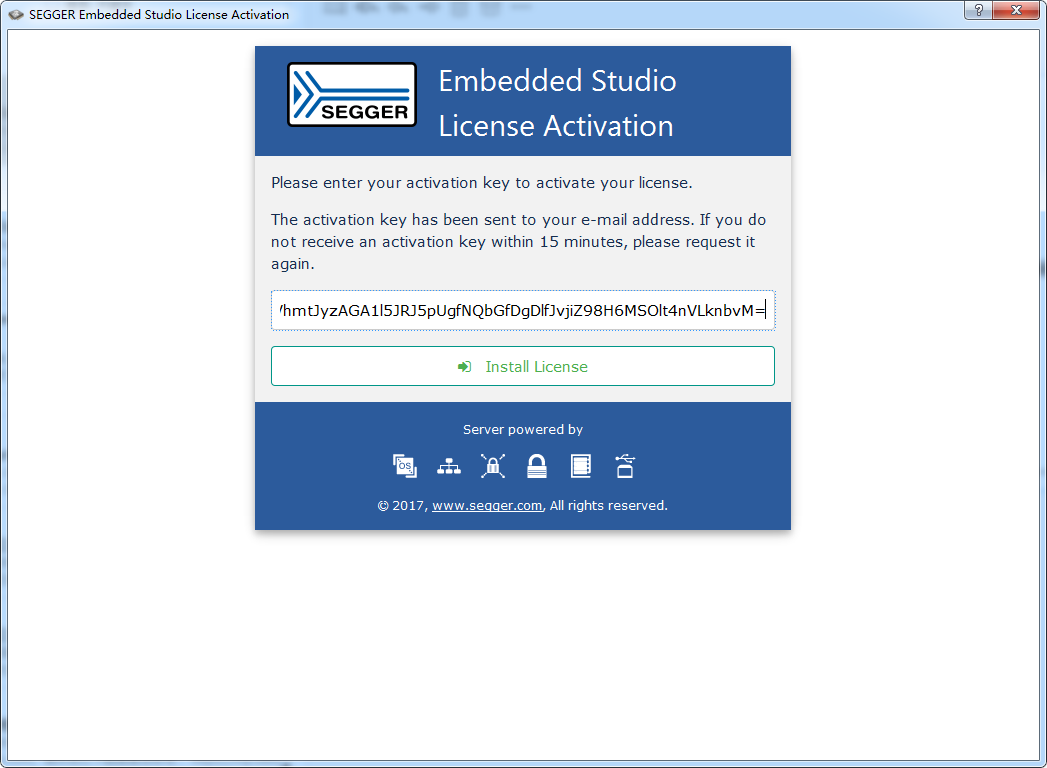 SEGGER Embedded Studio License Activation
SEGGER
Embedded Studio
License Activation
Please enter your activation key to activate your license.
The activation key has been sent to your e-mail address. If you do
not receive an activation key within 15 minutes, please request it
again.
hmtJyzAGA1l5JRJ5pUgfNQbGfDgDlfJvjiZ98H6MSOlt4nVLknbvM=
Install License
Server powered by
OS
© 2017, www.segger.com, All rights reserved.